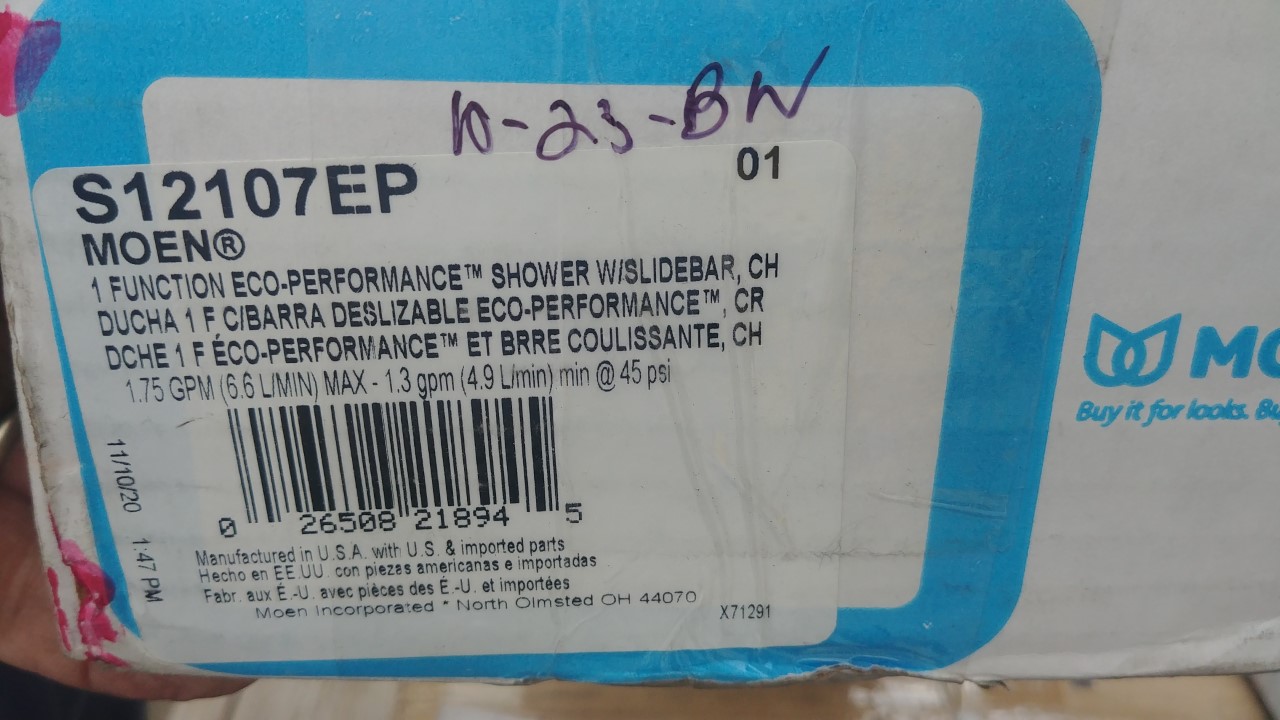 10-23-BW
01
S12107EP
MOEN®
1 FUNCTION ECO-PERFORMANCE™ SHOWER W/SLIDEBAR, CH
DUCHA 1 F C/BARRA DESLIZABLE ECO-PERFORMANCE™, CR
DCHE 1 F ÉCO-PERFORMANCE™ ET BRRE COULISSANTE, CH
1.75 GPM (6.6 L/MIN) MAX - 1.3 gpm (4.9 L/min) min @ 45 psi
11/10/20 1:47 PM
0 26508 21894 5
Manufactured in U.S.A. with U.S. & imported parts
Hecho en EE.UU. con piezas americanas e importadas
Fabr. aux É.-U. avec pièces des É.-U. et importées
Moen Incorporated * North Olmsted OH 44070
X71291
MO
Buy it for looks.